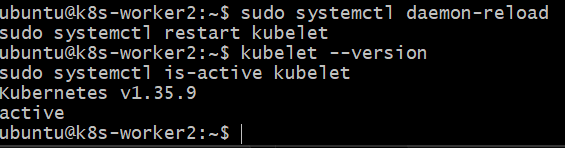 ubuntu@k8s-worker2:~$ sudo systemctl daemon-reload
sudo systemctl restart kubelet
ubuntu@k8s-worker2:~$ kubelet --version
sudo systemctl is-active kubelet
Kubernetes v1.35.9
active
ubuntu@k8s-worker2:~$